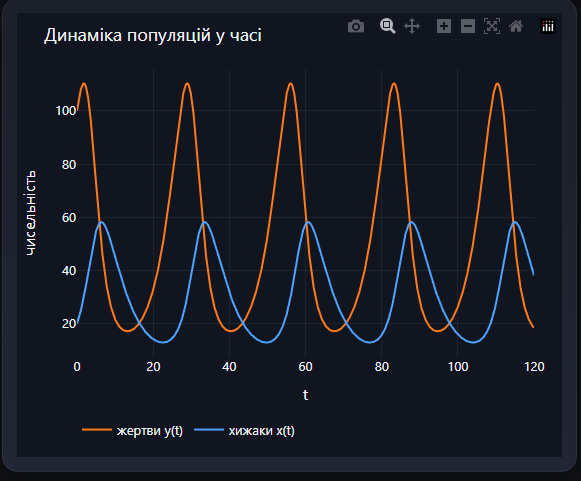 Динаміка популяцій у часі
чисельність
100
80
60
40
20
0 20 40 60 80 100 120
t
жертви y(t) хижаки x(t)